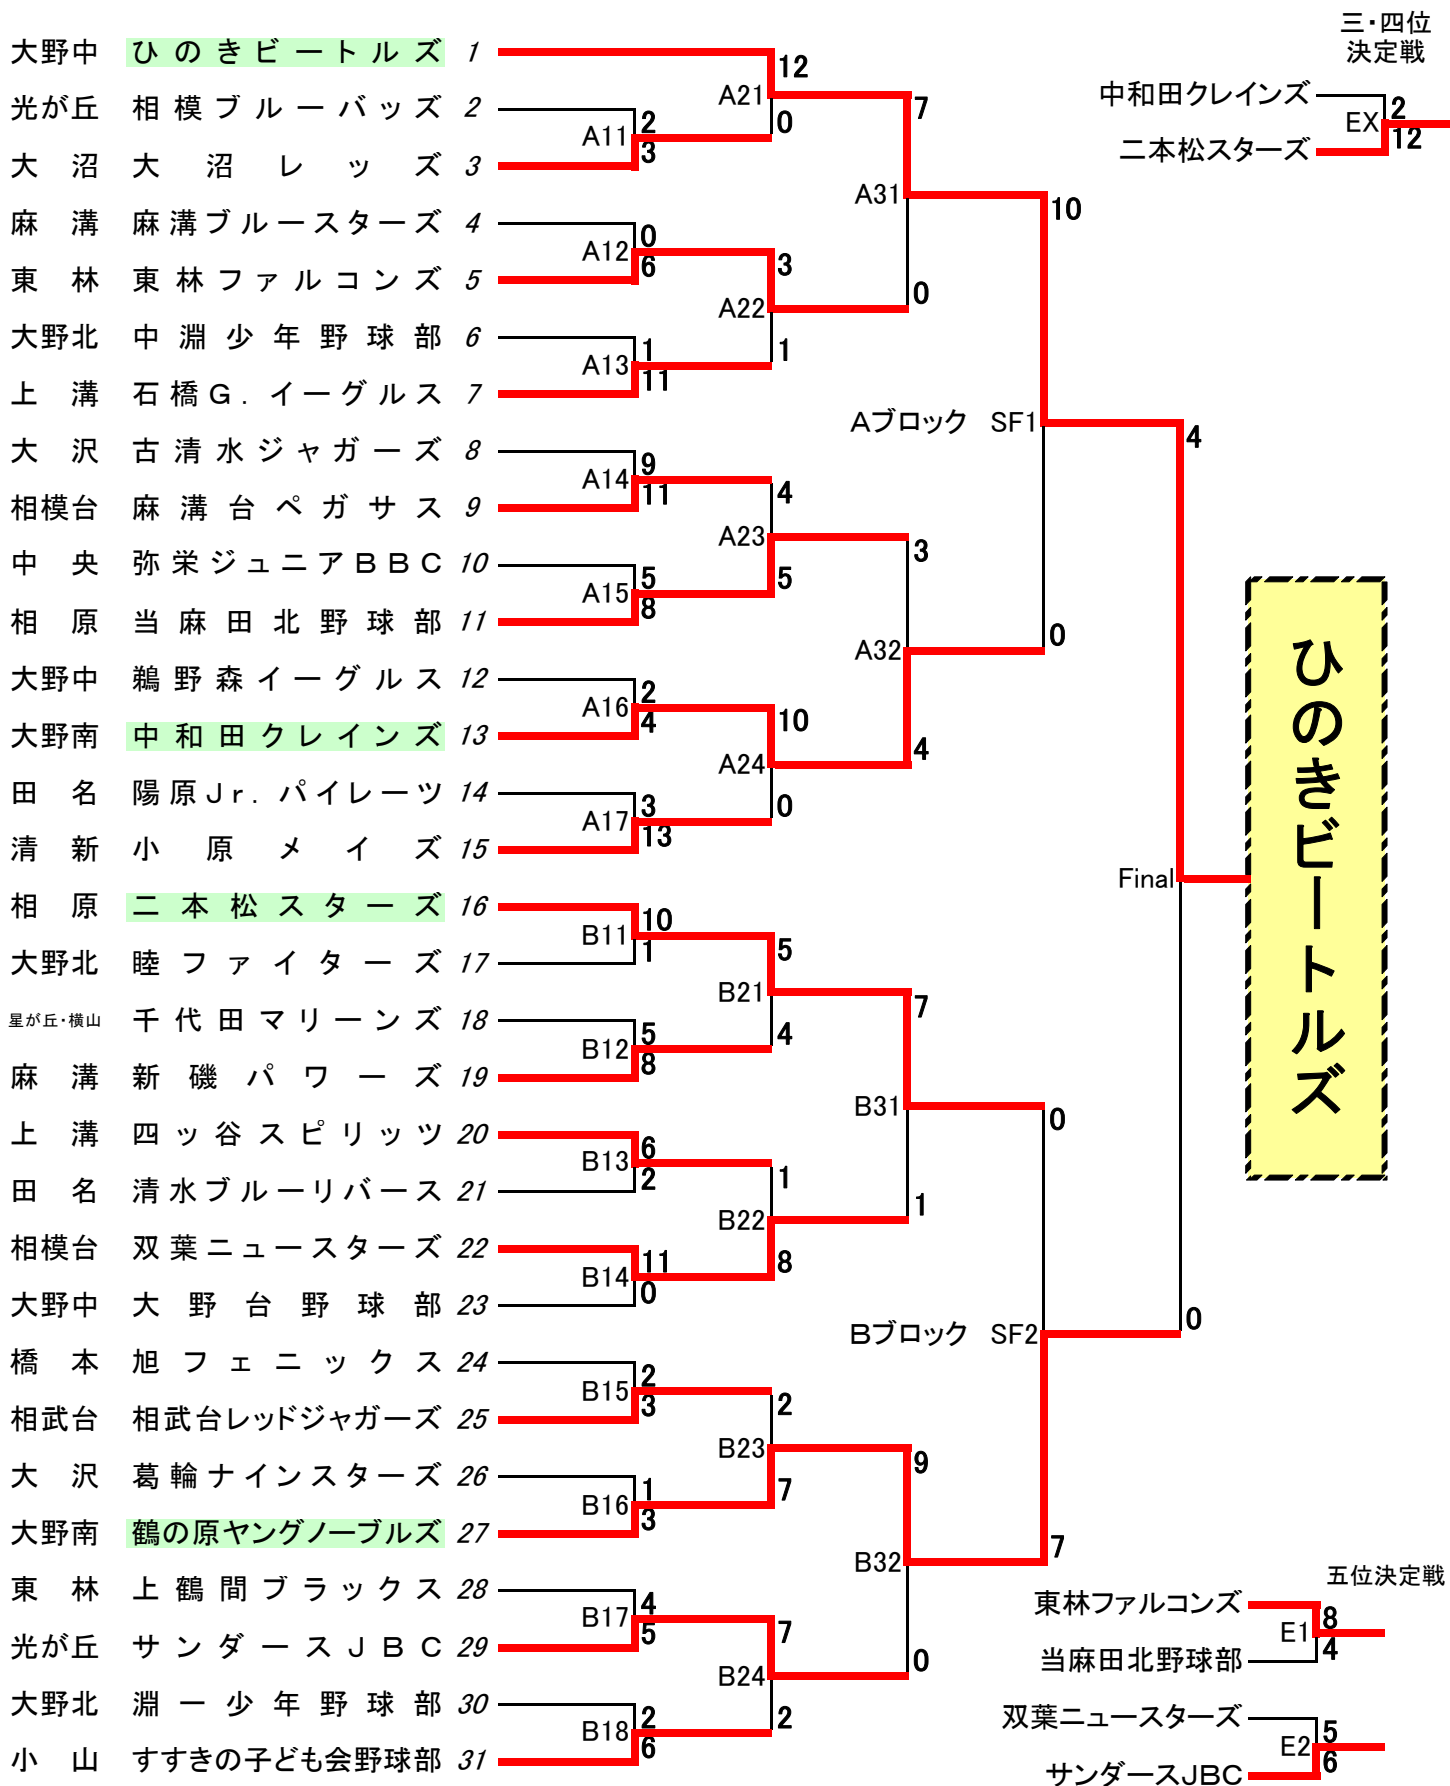 三・四位
決定戦
大野中 ひのきビートルズ 1
12
中和田クレインズ
2
光が丘 相模ブルーバッズ 2
A21
7
EX
A11
2
0
12
3
二本松スターズ
大沼 大沼レッズ 3
A31
10
麻溝 麻溝ブルースターズ 4
0
A12
3
6
東林 東林ファルコンズ 5
0
A22
大野北 中淵少年野球部 6
1
1
A13
11
上溝 石橋G.イーグルス 7
Aブロック SF1
4
大沢 古清水ジャガーズ 8
9
A14
4
11
相模台 麻溝台ペガサス 9
A23
3
中央 弥栄ジュニアBBC 10
5
5
A15
8
相原 当麻田北野球部 11
0
A32
大野中 鵜野森イーグルス 12
2
A16
10
4
大野南 中和田クレインズ 13
4
A24
田名 陽原Jr.パイレーツ 14
3
0
A17
13
清新 小原メイズ 15
ひのきビートルズ
Final
相原 二本松スターズ 16
10
B11
5
1
大野北 睦ファイターズ 17
B21
7
星が丘・横山 千代田マリーンズ 18
5
4
B12
8
麻溝 新磯パワーズ 19
B31
0
上溝 四ッ谷スピリッツ 20
6
B13
1
2
田名 清水ブルーリバース 21
1
B22
相模台 双葉ニュースターズ 22
11
8
B14
0
大野中 大野台野球部 23
0
Bブロック SF2
橋本 旭フェニックス 24
2
B15
2
3
相武台 相武台レッドジャガーズ 25
B23
9
大沢 葛輪ナインスターズ 26
1
7
B16
3
大野南 鶴の原ヤングノーブルズ 27
7
B32
五位決定戦
東林 上鶴間ブラックス 28
4
東林ファルコンズ
8
B17
7
E1
5
4
光が丘 サンダースJBC 29
0
当麻田北野球部
B24
大野北 淵一少年野球部 30
2
2
双葉ニュースターズ
5
B18
E2
6
6
小山 すすきの子ども会野球部 31
サンダースJBC